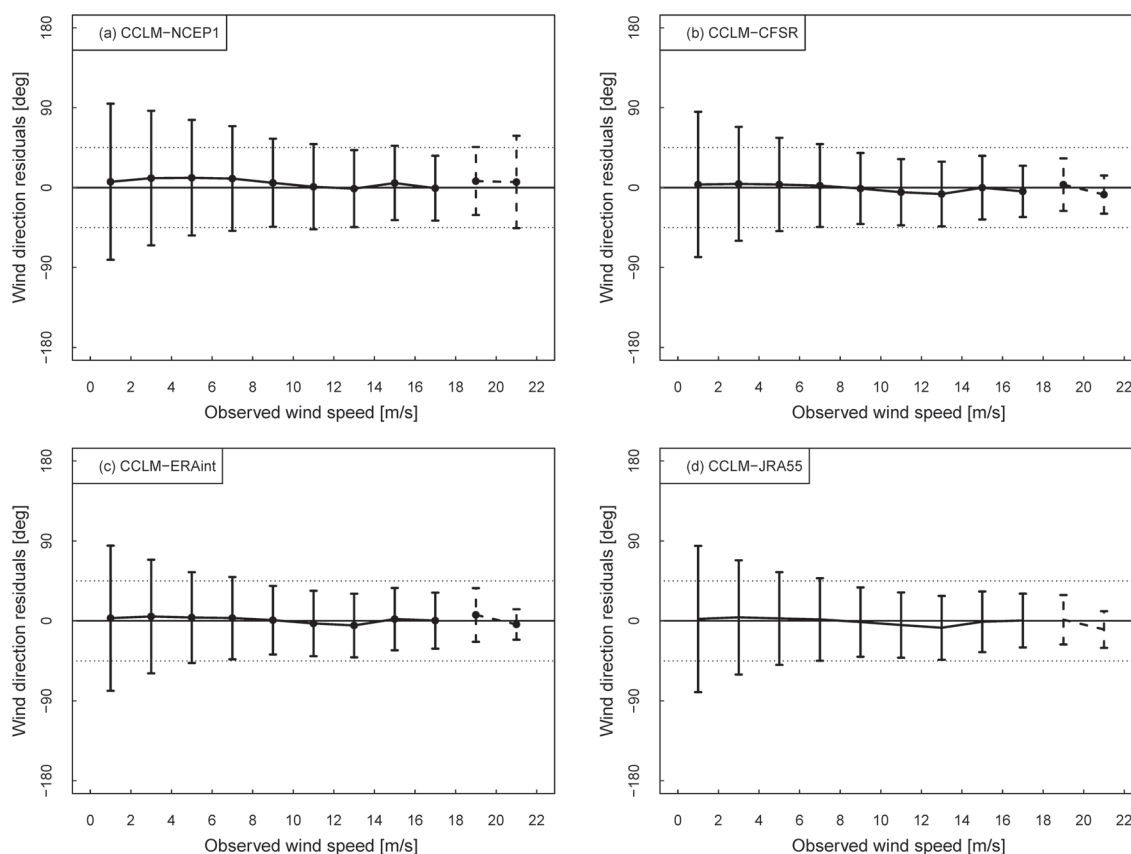 (a) CCLM−NCEP1
Wind direction residuals [deg]
180
90
0
−90
−180
0 2 4 6 8 10 12 14 16 18 20 22
Observed wind speed [m/s]
(b) CCLM−CFSR
Wind direction residuals [deg]
180
90
0
−90
−180
0 2 4 6 8 10 12 14 16 18 20 22
Observed wind speed [m/s]
(c) CCLM−ERAint
Wind direction residuals [deg]
180
90
0
−90
−180
0 2 4 6 8 10 12 14 16 18 20 22
Observed wind speed [m/s]
(d) CCLM−JRA55
Wind direction residuals [deg]
180
90
0
−90
−180
0 2 4 6 8 10 12 14 16 18 20 22
Observed wind speed [m/s]